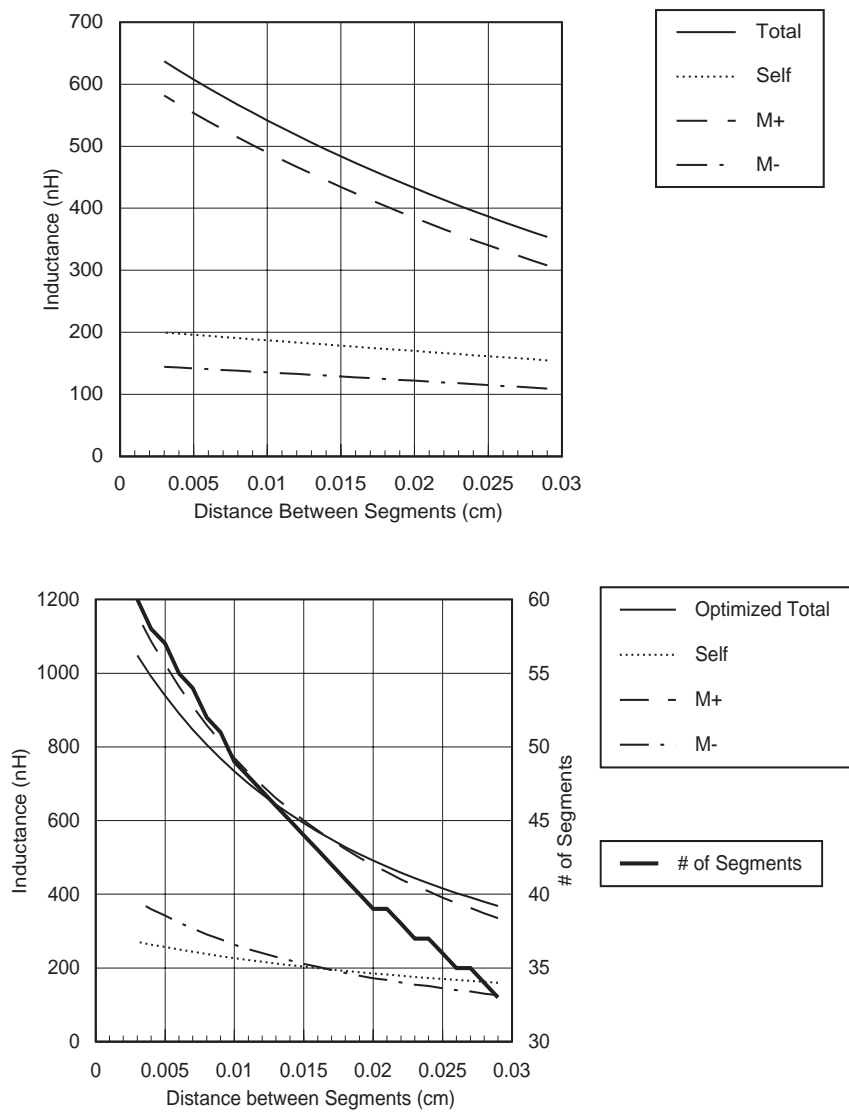 700
600
500
400
300
200
100
0
Inductance (nH)
0 0.005 0.01 0.015 0.02 0.025 0.03
Distance Between Segments (cm)
Total
Self
M+
M-
1200
1000
800
600
400
200
0
Inductance (nH)
60
55
50
45
40
35
30
# of Segments
0 0.005 0.01 0.015 0.02 0.025 0.03
Distance between Segments (cm)
Optimized Total
Self
M+
M-
# of Segments